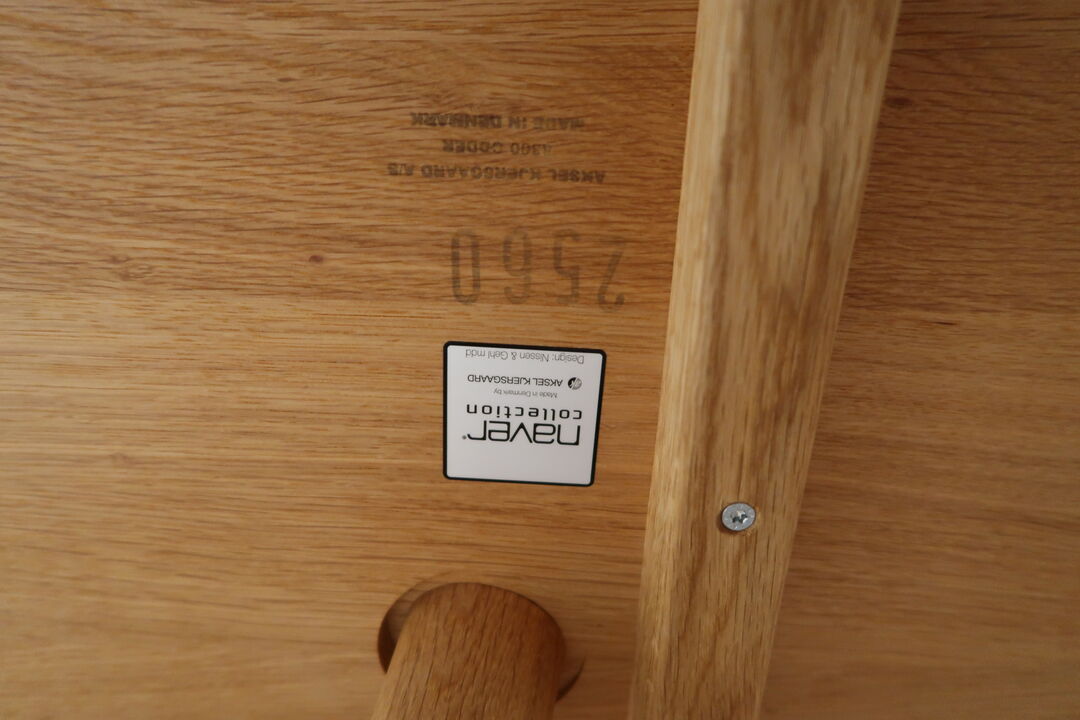 naver
collection
Made in Denmark by
AKSEL KJERSGAARD
Design: Nissen & Gehl mdd
2560
AKSEL KJERSGAARD A/S
8300 ODDER
MADE IN DENMARK